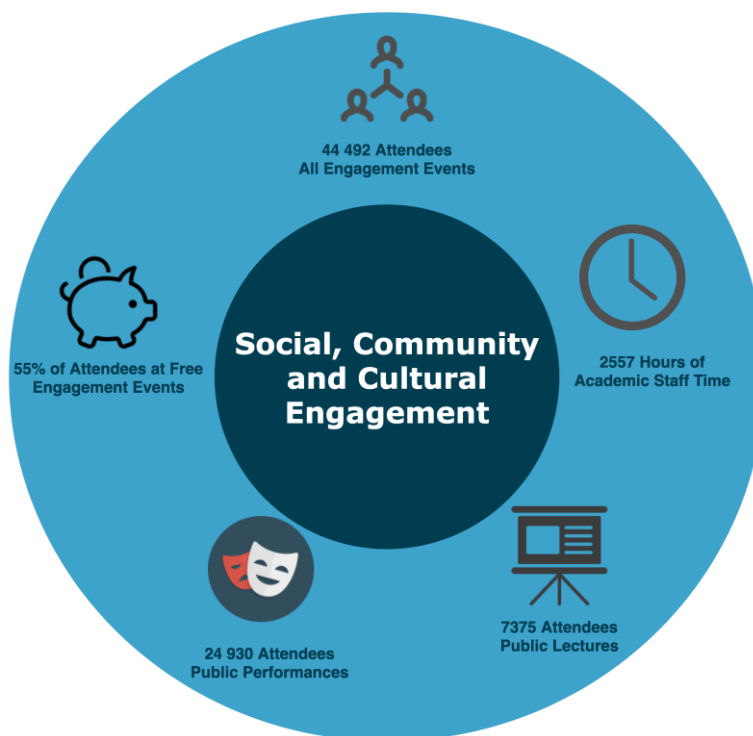 44 492 Attendees
All Engagement Events
2557 Hours of
Academic Staff Time
55% of Attendees at Free
Engagement Events
Social, Community
and Cultural
Engagement
24 930 Attendees
Public Performances
7375 Attendees
Public Lectures